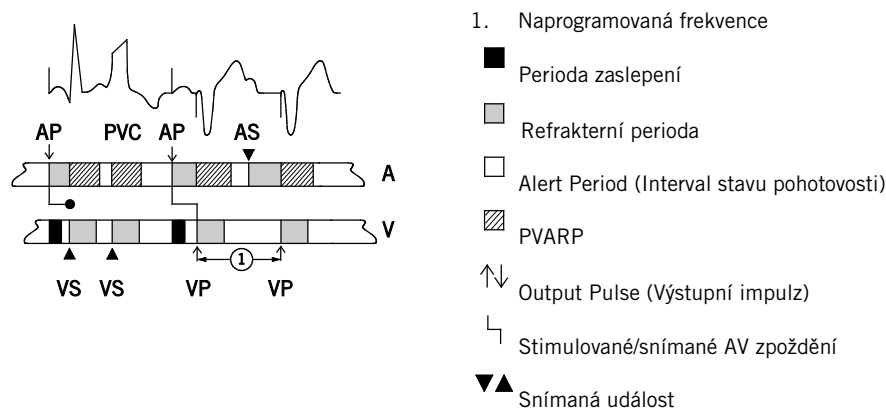 AP PVC AP AS
A
V
1
VS VS VP VP
1. Naprogramovaná frekvence
Perioda zaslepení
Refrakterní perioda
Alert Period (Interval stavu pohotovosti)
PVARP
Output Pulse (Výstupní impulz)
Stimulované/snímané AV zpoždění
Snímaná událost